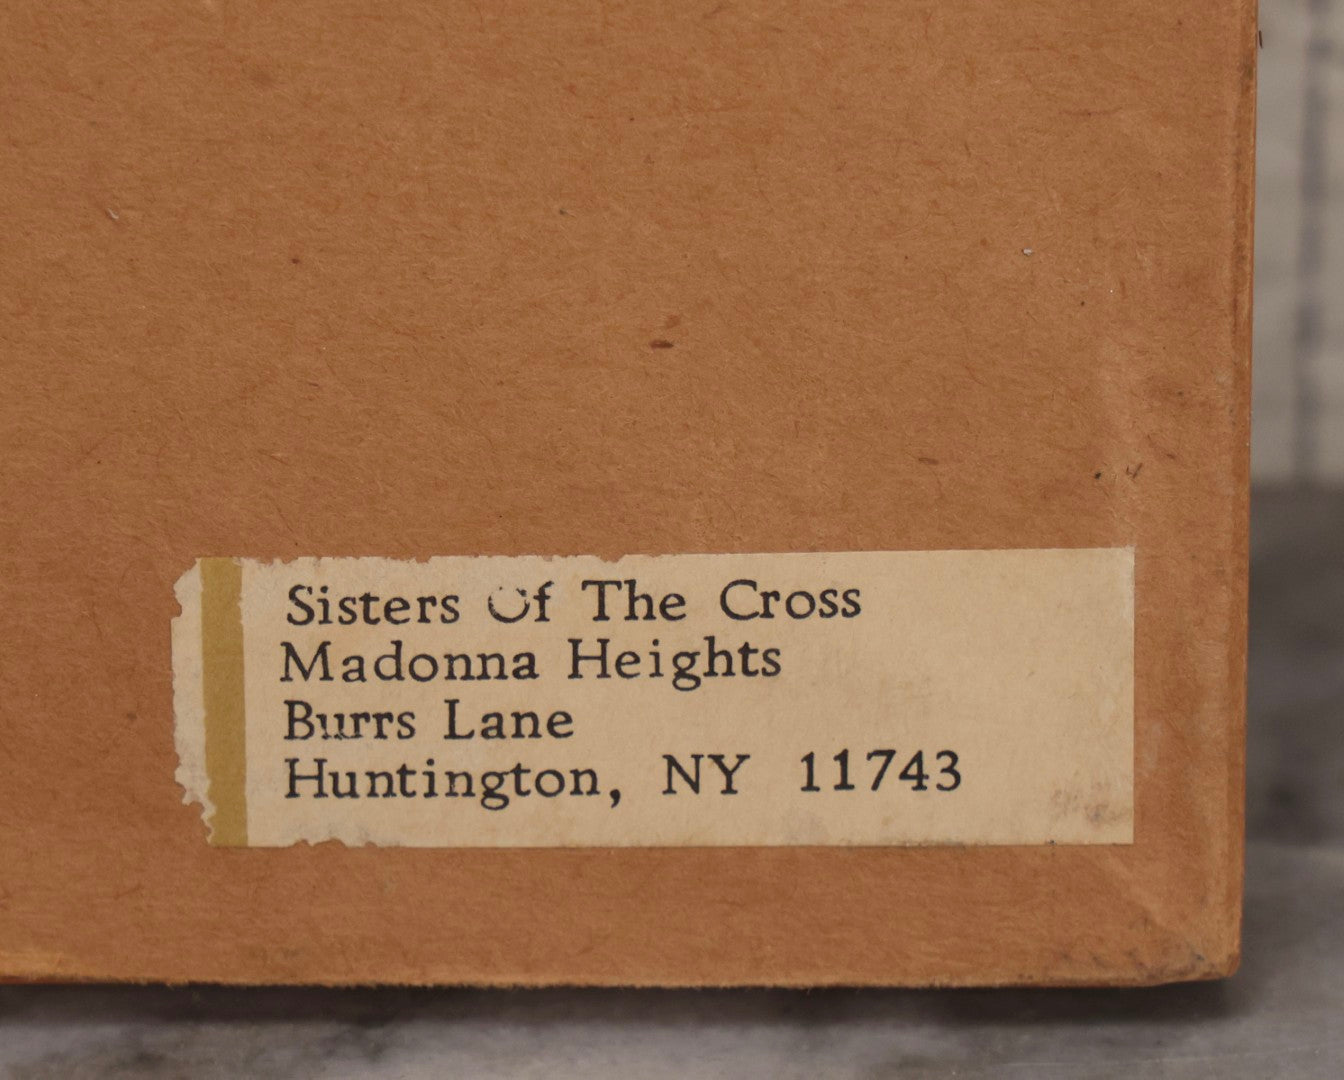 Sisters Of The Cross
Madonna Heights
Burrs Lane
Huntington, NY 11743